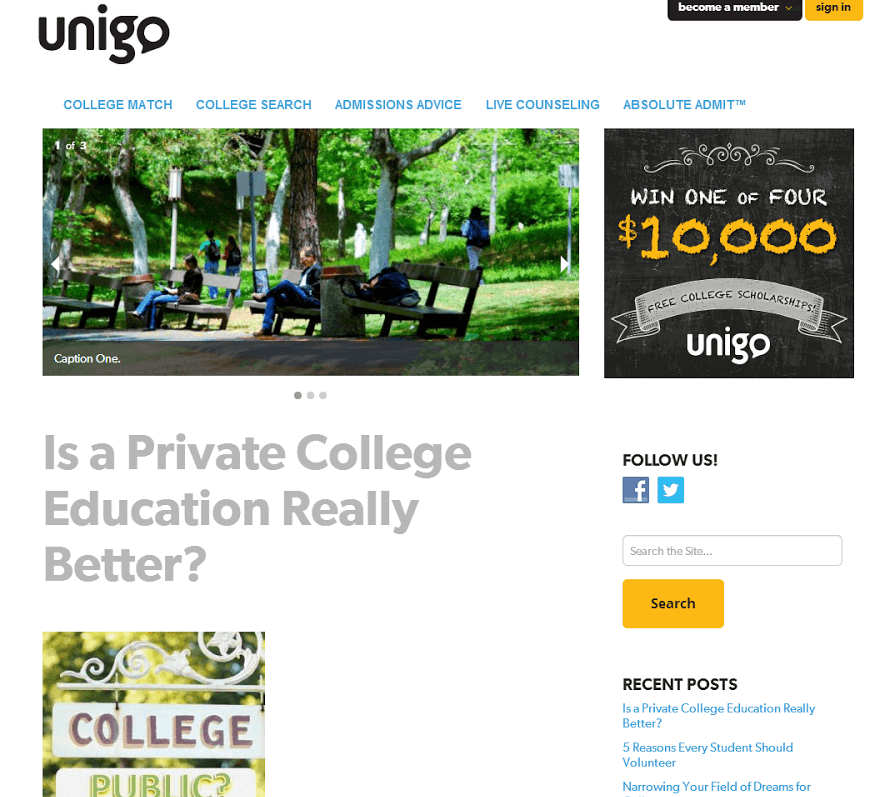 become a member
sign in
unigo
COLLEGE MATCH
COLLEGE SEARCH
ADMISSIONS ADVICE
LIVE COUNSELING
ABSOLUTE ADMIT™
1 of 3
Caption One.
WIN ONE OF FOUR
$10,000
FREE COLLEGE SCHOLARSHIPS!
unigo
Is a Private College
Education Really
Better?
COLLEGE
PUBLIC?
FOLLOW US!
Search the Site...
Search
RECENT POSTS
Is a Private College Education Really
Better?
5 Reasons Every Student Should
Volunteer
Narrowing Your Field of Dreams for